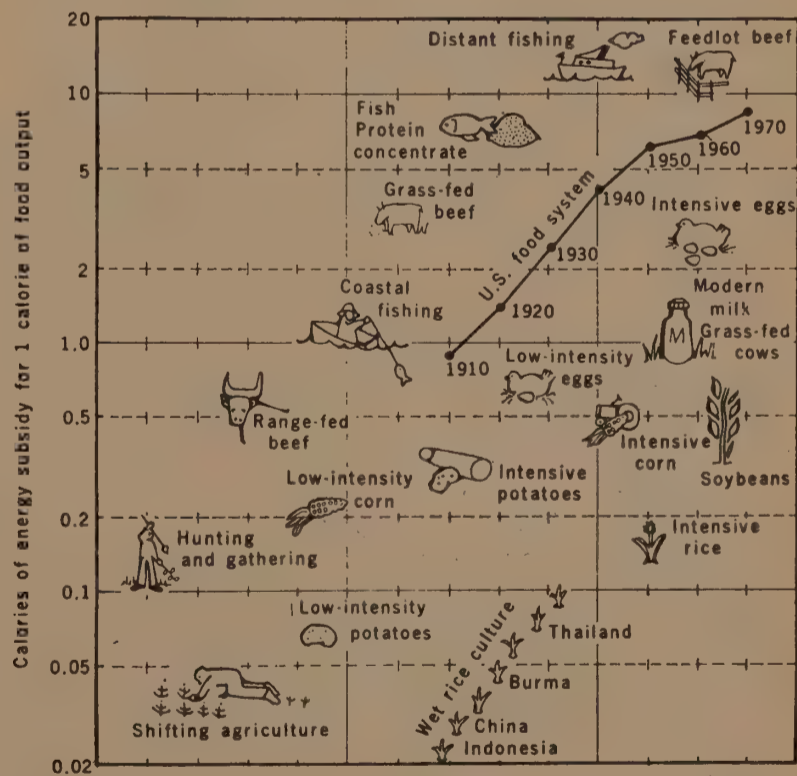 Calories of energy subsidy for 1 calorie of food output
20
10
5
2
1.0
0.5
0.2
0.1
0.05
0.02
Distant fishing
Feedlot beef
Fish
Protein
concentrate
1970
1960
1950
1940
1930
1920
1910
U.S. food system
Grass-fed
beef
Intensive eggs
Coastal
fishing
Modern
milk
Grass-fed
cows
M
Low-intensity
eggs
Range-fed
beef
Intensive
corn
Soybeans
Low-intensity
corn
Intensive
potatoes
Hunting
and gathering
Intensive
rice
Low-intensity
potatoes
Wet rice culture
Thailand
Burma
China
Indonesia
Shifting agriculture